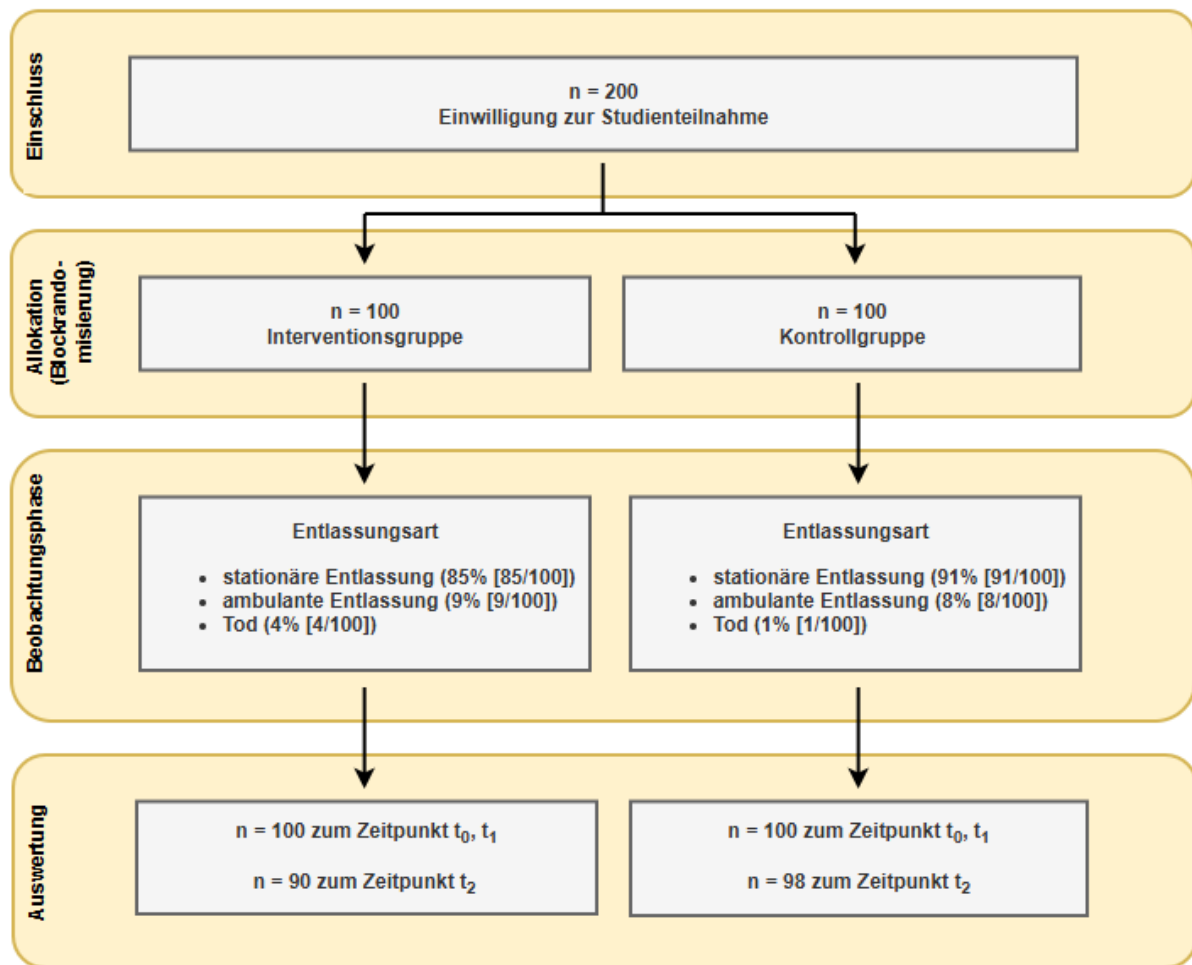 Einschluss
n = 200
Einwilligung zur Studienteilnahme
Allokation
(Blockrando-
misierung)
n = 100
Interventionsgruppe
n = 100
Kontrollgruppe
Beobachtungsphase
Entlassungsart
• stationäre Entlassung (85% [85/100])
• ambulante Entlassung (9% [9/100])
• Tod (4% [4/100])
Entlassungsart
• stationäre Entlassung (91% [91/100])
• ambulante Entlassung (8% [8/100])
• Tod (1% [1/100])
Auswertung
n = 100 zum Zeitpunkt t₀, t₁
n = 90 zum Zeitpunkt t₂
n = 100 zum Zeitpunkt t₀, t₁
n = 98 zum Zeitpunkt t₂